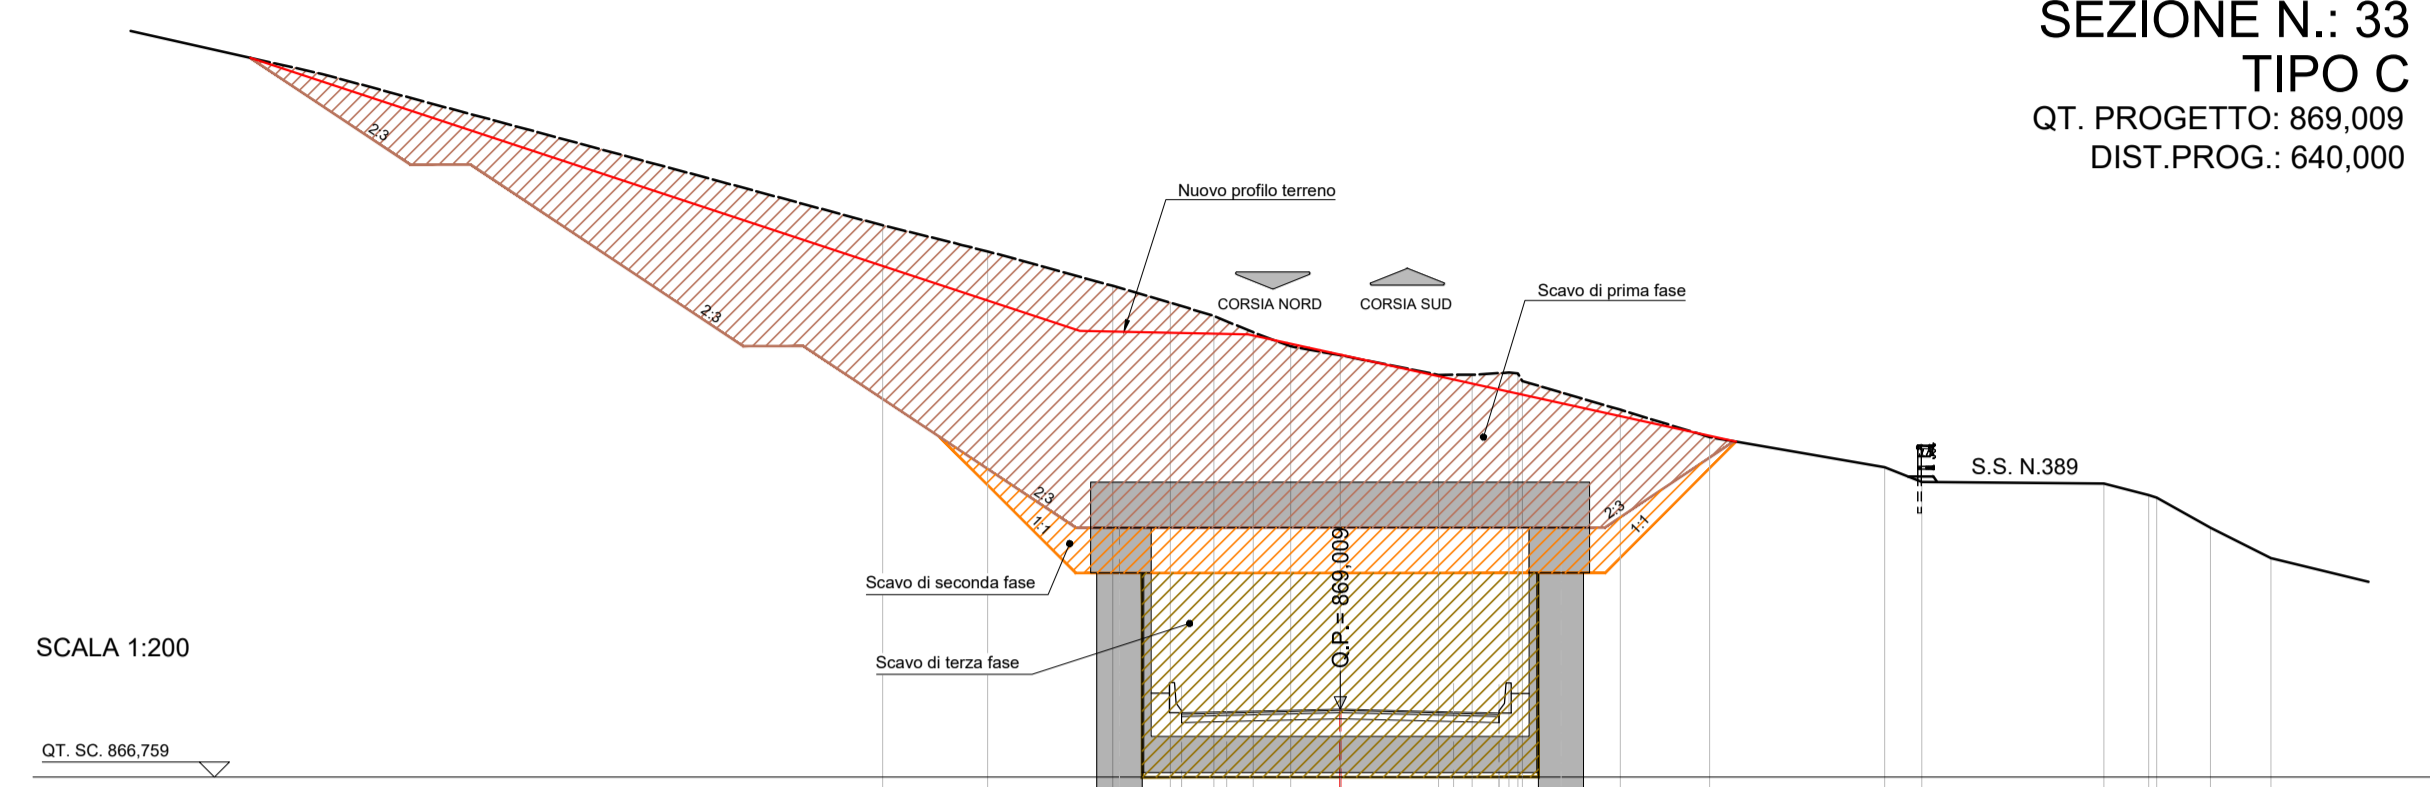 SEZIONE N.: 33
TIPO C
QT. PROGETTO: 869,009
DIST.PROG.: 640,000
2:3
Nuovo profilo terreno
CORSIA NORD
CORSIA SUD
Scavo di prima fase
2:3
S.S. N.389
2:3
1:1
2:3
1:1
Scavo di seconda fase
Q.P. = 869,009
SCALA 1:200
Scavo di terza fase
QT. SC. 866,759